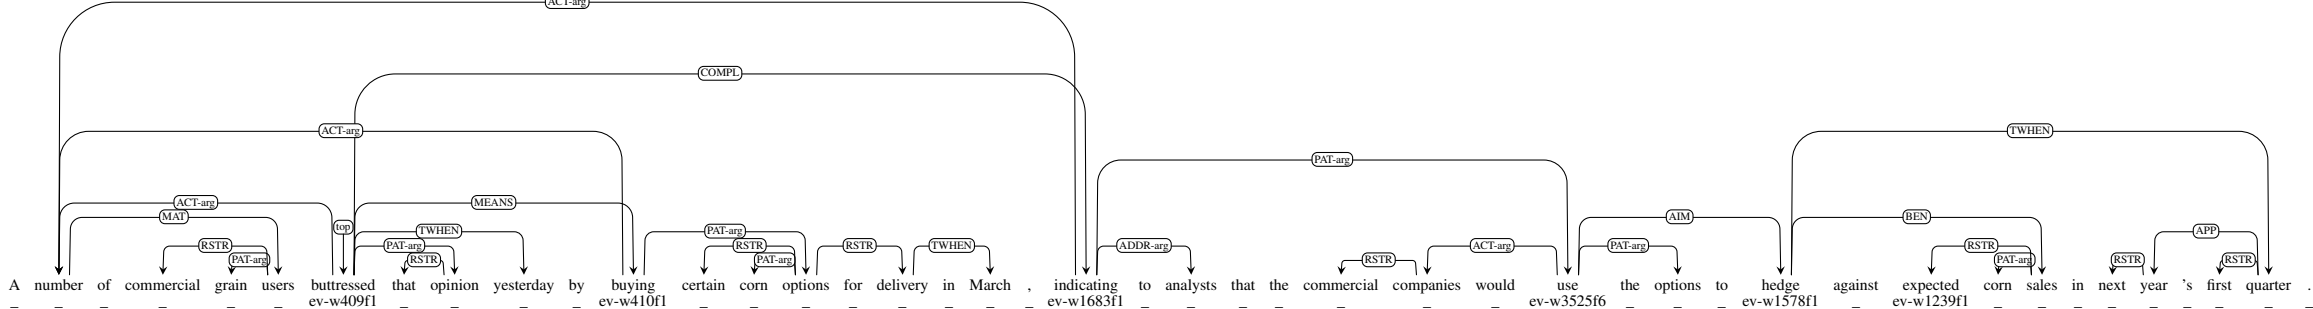 ACT-arg
COMPL
ACT-arg TWHEN
PAT-arg
ACT-arg MEANS
MAT AIM BEN
top TWHEN PAT-arg APP
RSTR PAT-arg RSTR RSTR TWHEN ADDR-arg ACT-arg PAT-arg RSTR
PAT-arg RSTR PAT-arg RSTR PAT-arg RSTR RSTR
A number of commercial grain users buttressed that opinion yesterday by buying certain corn options for delivery in March , indicating to analysts that the commercial companies would use the options to hedge against expected corn sales in next year 's first quarter .
_ _ _ _ _ _ ev-w409f1 _ _ _ _ ev-w410f1 _ _ _ _ _ _ _ _ ev-w1683f1 _ _ _ _ _ _ _ ev-w3525f6 _ _ _ ev-w1578f1 _ ev-w1239f1 _ _ _ _ _ _ _ _ _